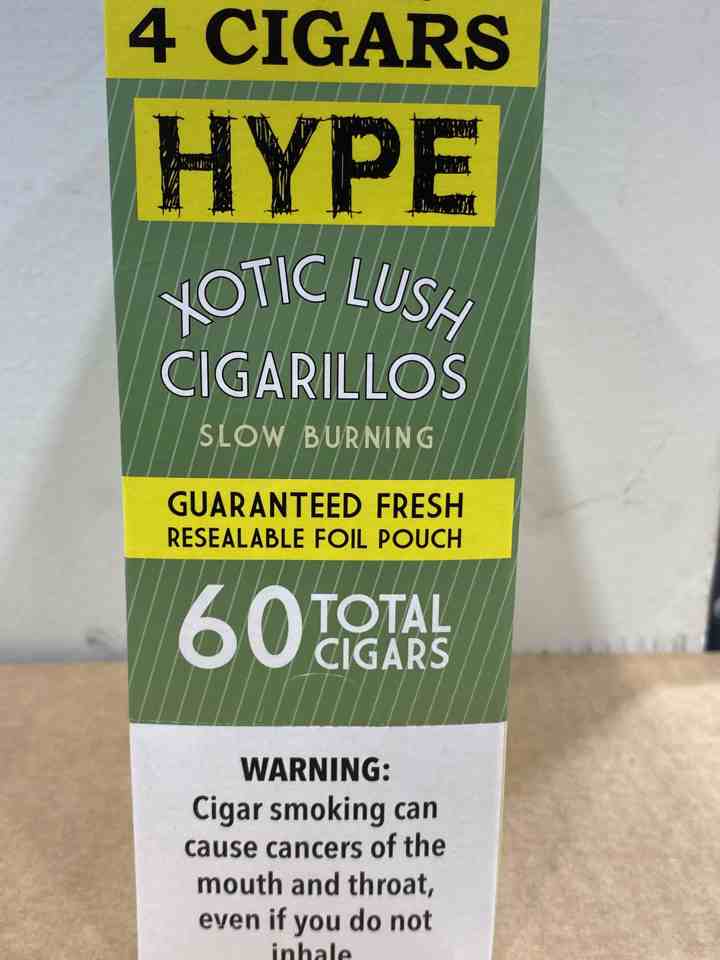 4 CIGARS
HYPE
XOTIC LUSH
CIGARILLOS
SLOW BURNING
GUARANTEED FRESH
RESEALABLE FOIL POUCH
60 TOTAL
CIGARS
WARNING:
Cigar smoking can
cause cancers of the
mouth and throat,
even if you do not
inhale